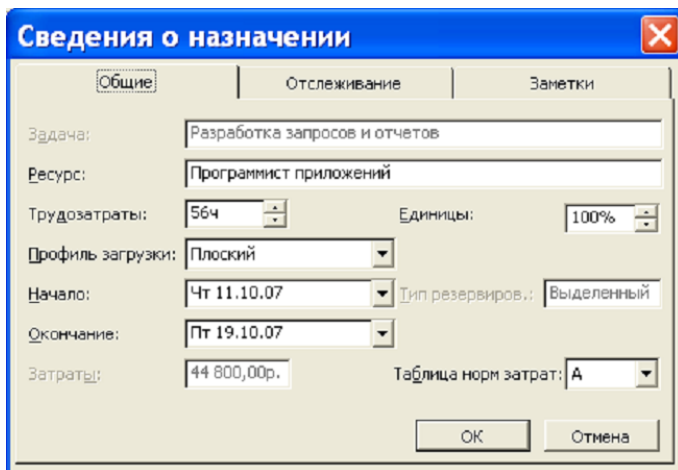 Сведения о назначении
Общие Отслеживание Заметки
Задача: Разработка запросов и отчетов
Ресурс: Программист приложений
Трудозатраты: 56ч Единицы: 100%
Профиль загрузки: Плоский
Начало: Чт 11.10.07 Тип резервиров.: Выделенный
Окончание: Пт 19.10.07
Затраты: 44 800,00р. Таблица норм затрат: A
ОК Отмена